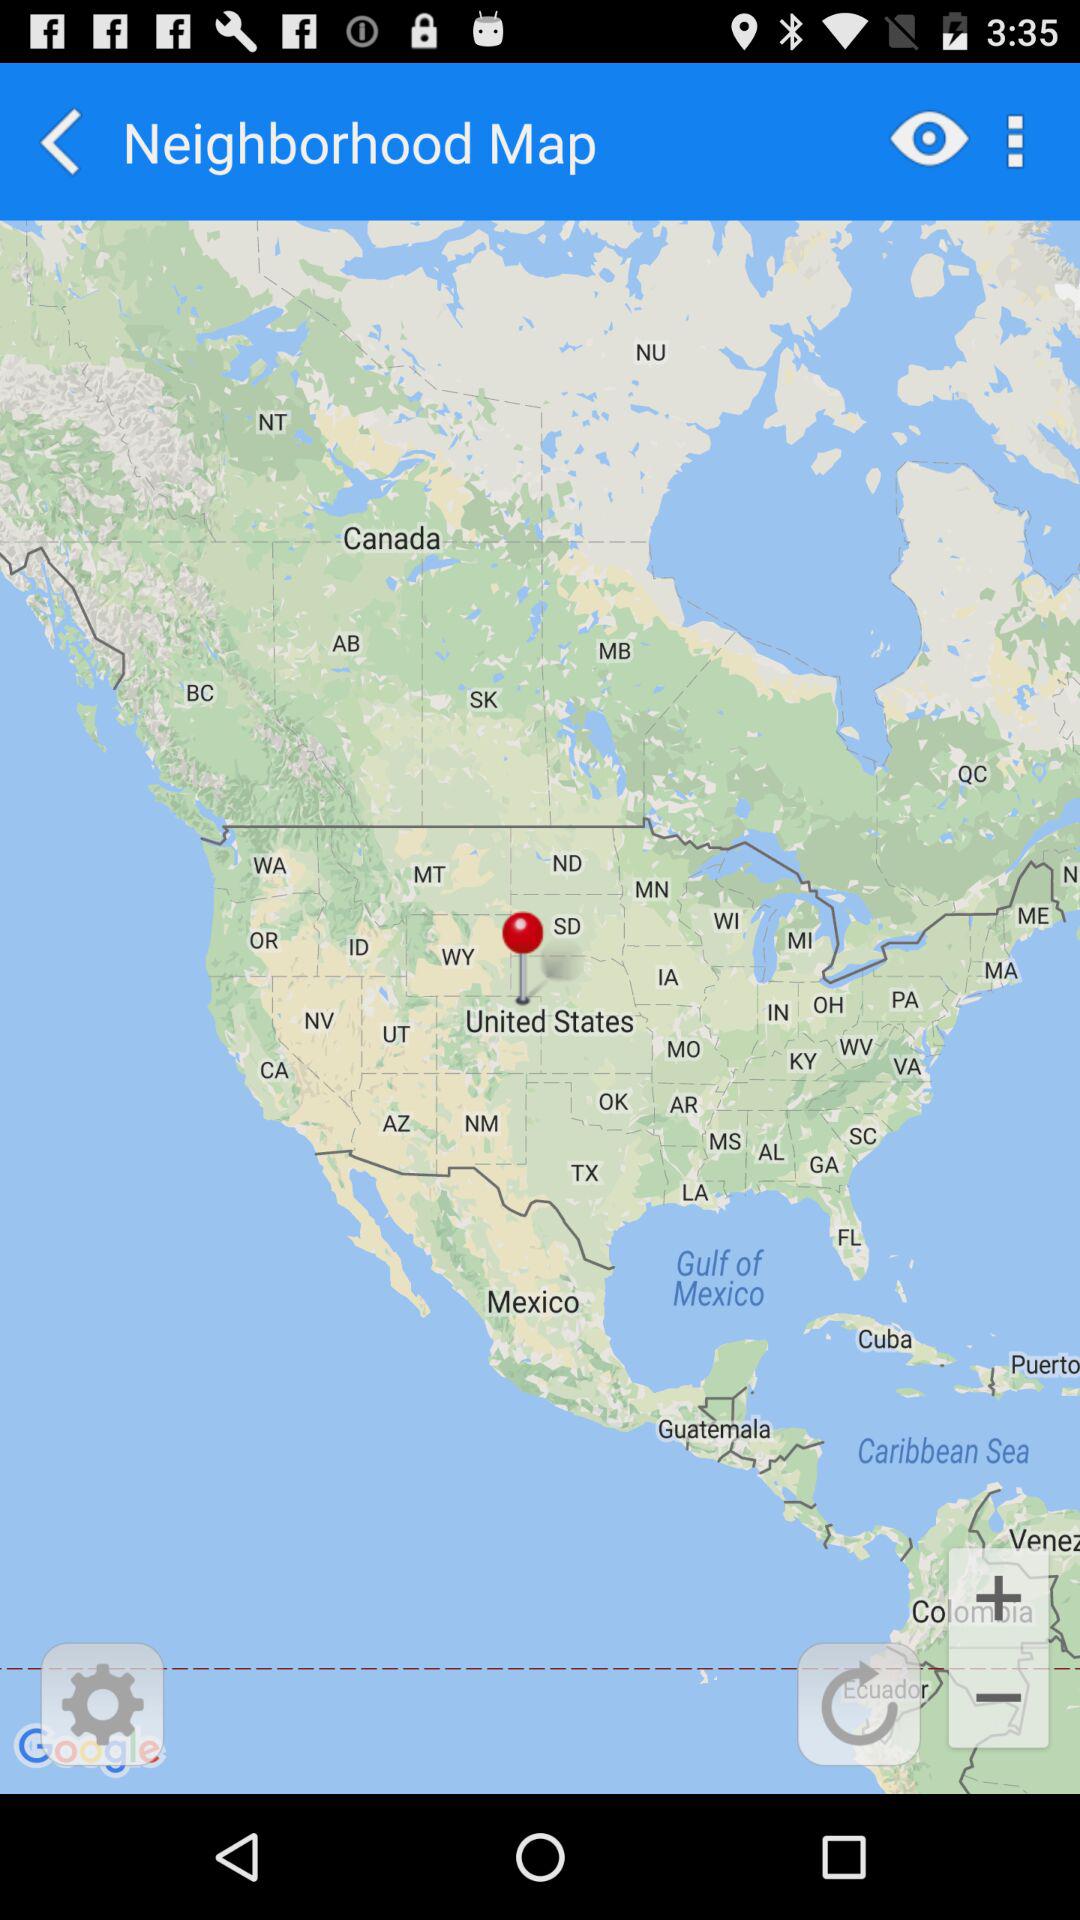 3:35
Neighborhood Map
NU
NT
Canada
AB
MB
BC
SK
QC
WA
MT
ND
MN
N
ME
OR
ID
WY
SD
WI
MI
IA
MA
NV
UT
United States
IN
OH
PA
MO
KY
WV
VA
CA
AZ
NM
OK
AR
MS
AL
SC
GA
TX
LA
FL
Gulf of
Mexico
Mexico
Cuba
Puerto
Guatemala
Caribbean Sea
Venez
Colombia
Ecuador
Google